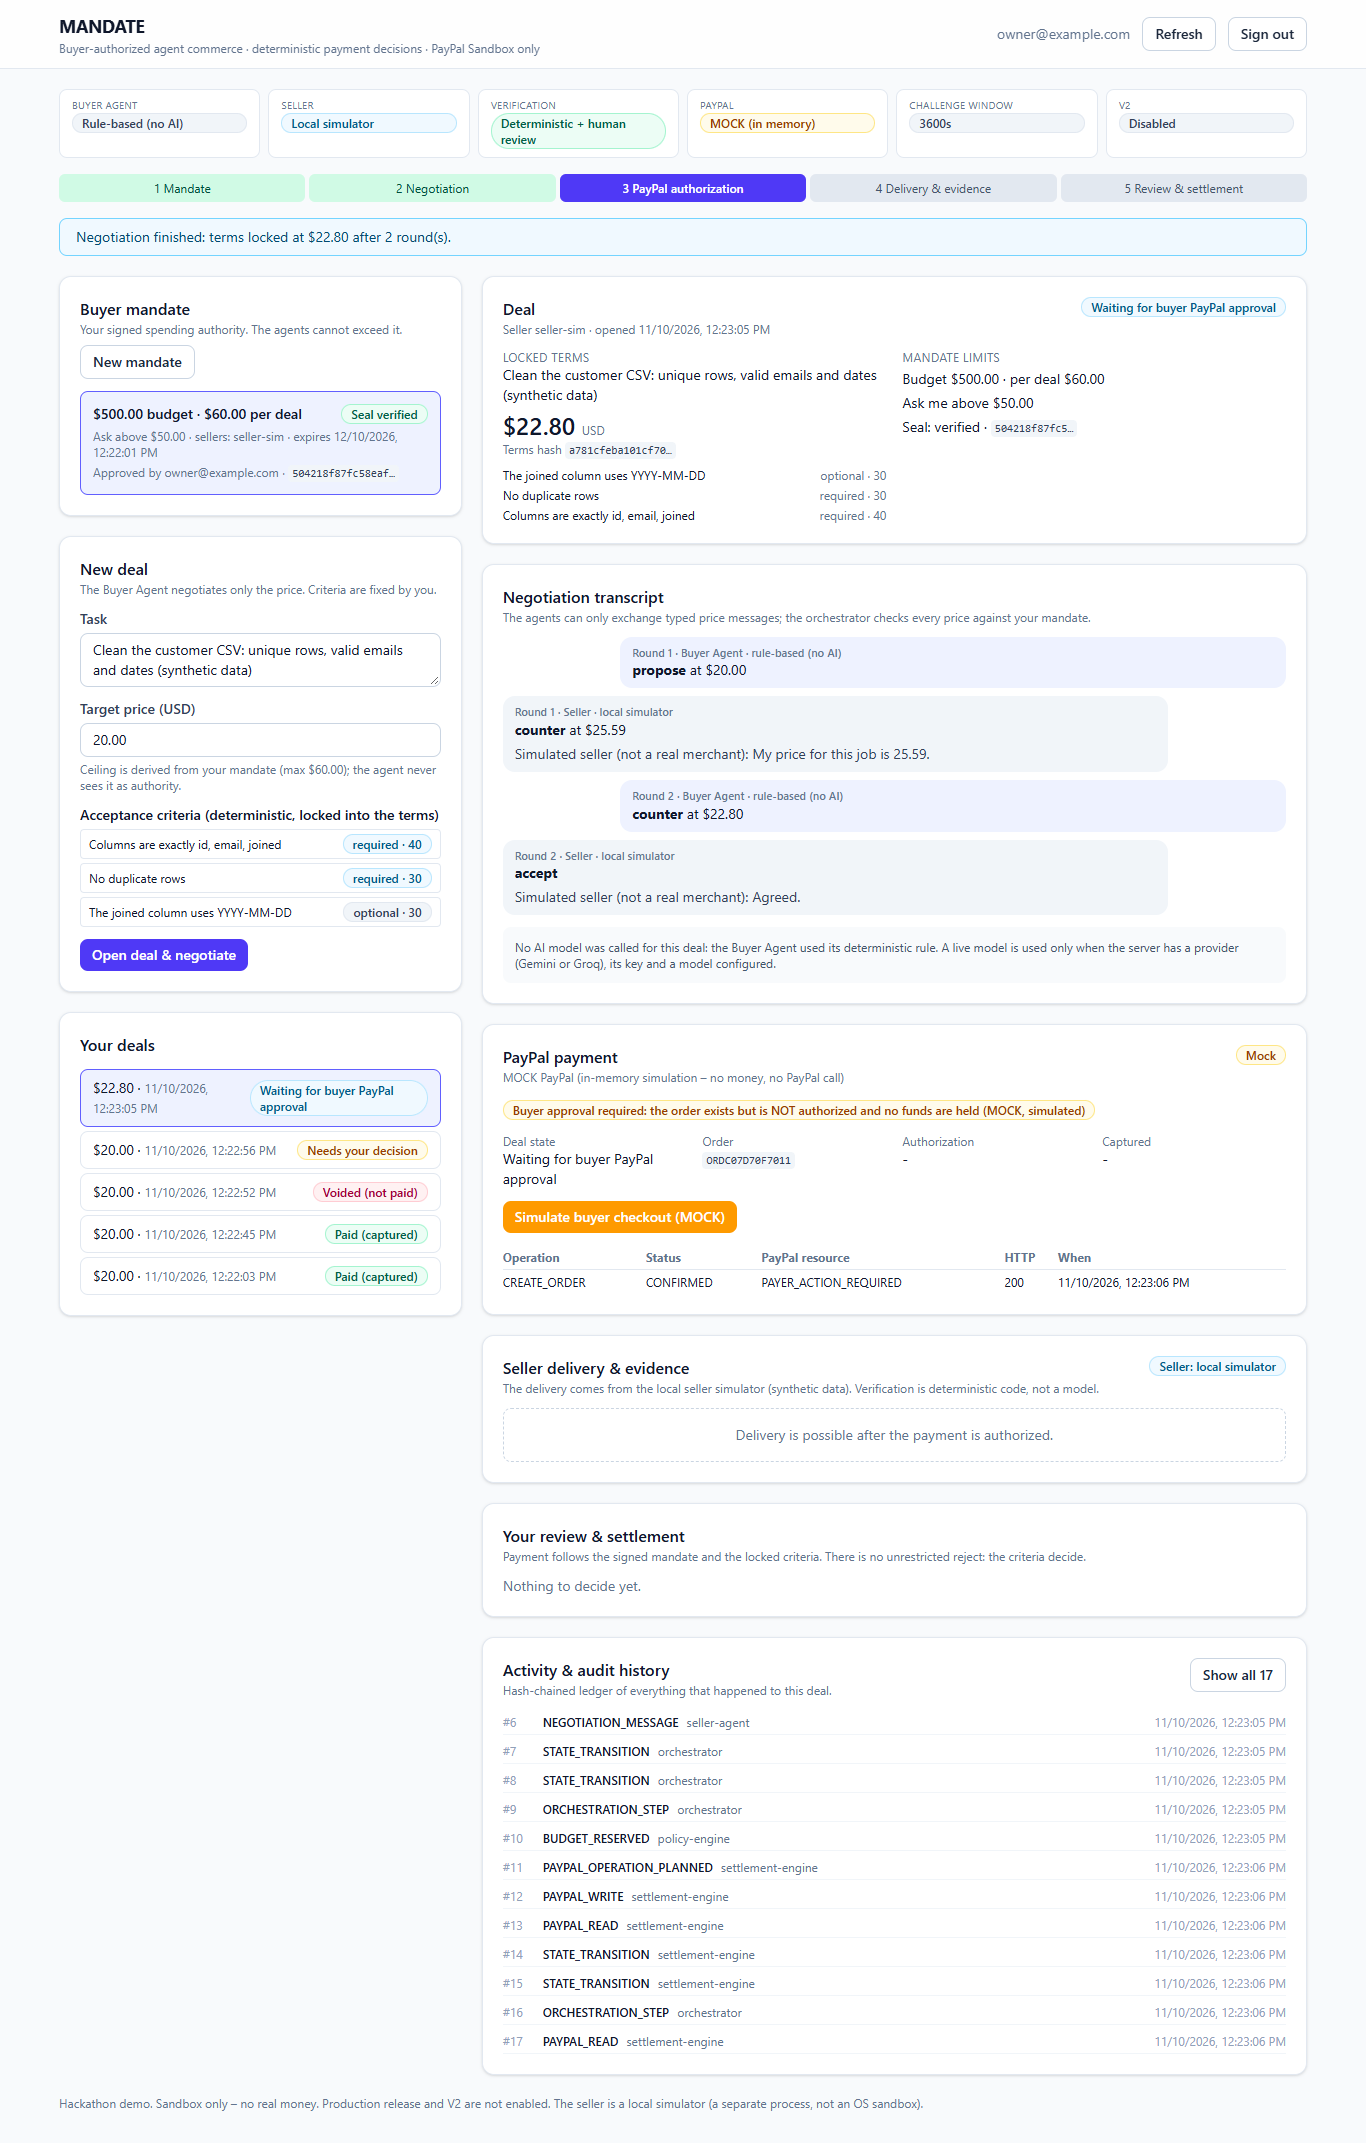 MANDATE
Buyer-authorized agent commerce · deterministic payment decisions · PayPal Sandbox only
owner@example.com
Refresh
Sign out
BUYER AGENT
Rule-based (no AI)
SELLER
Local simulator
VERIFICATION
Deterministic + human
review
PAYPAL
MOCK (in memory)
CHALLENGE WINDOW
3600s
V2
Disabled
1 Mandate
2 Negotiation
3 PayPal authorization
4 Delivery & evidence
5 Review & settlement
Negotiation finished: terms locked at $22.80 after 2 round(s).
Buyer mandate
Your signed spending authority. The agents cannot exceed it.
New mandate
$500.00 budget · $60.00 per deal
Seal verified
Ask above $50.00 · sellers: seller-sim · expires 12/10/2026,
12:22:01 PM
Approved by owner@example.com · 504218f87fc58eaf…
New deal
The Buyer Agent negotiates only the price. Criteria are fixed by you.
Task
Clean the customer CSV: unique rows, valid emails
and dates (synthetic data)
Target price (USD)
20.00
Ceiling is derived from your mandate (max $60.00); the agent never
sees it as authority.
Acceptance criteria (deterministic, locked into the terms)
Columns are exactly id, email, joined
required · 40
No duplicate rows
required · 30
The joined column uses YYYY-MM-DD
optional · 30
Open deal & negotiate
Your deals
$22.80 · 11/10/2026,
12:23:05 PM
Waiting for buyer PayPal
approval
$20.00 · 11/10/2026, 12:22:56 PM
Needs your decision
$20.00 · 11/10/2026, 12:22:52 PM
Voided (not paid)
$20.00 · 11/10/2026, 12:22:45 PM
Paid (captured)
$20.00 · 11/10/2026, 12:22:03 PM
Paid (captured)
Deal
Seller seller-sim · opened 11/10/2026, 12:23:05 PM
Waiting for buyer PayPal approval
LOCKED TERMS
Clean the customer CSV: unique rows, valid emails and dates
(synthetic data)
$22.80 USD
Terms hash a781cfeba101cf70…
The joined column uses YYYY-MM-DD
optional · 30
No duplicate rows
required · 30
Columns are exactly id, email, joined
required · 40
MANDATE LIMITS
Budget $500.00 · per deal $60.00
Ask me above $50.00
Seal: verified · 504218f87fc5…
Negotiation transcript
The agents can only exchange typed price messages; the orchestrator checks every price against your mandate.
Round 1 · Buyer Agent · rule-based (no AI)
propose at $20.00
Round 1 · Seller · local simulator
counter at $25.59
Simulated seller (not a real merchant): My price for this job is 25.59.
Round 2 · Buyer Agent · rule-based (no AI)
counter at $22.80
Round 2 · Seller · local simulator
accept
Simulated seller (not a real merchant): Agreed.
No AI model was called for this deal: the Buyer Agent used its deterministic rule. A live model is used only when the server has a provider
(Gemini or Groq), its key and a model configured.
PayPal payment
MOCK PayPal (in-memory simulation – no money, no PayPal call)
Mock
Buyer approval required: the order exists but is NOT authorized and no funds are held (MOCK, simulated)
Deal state
Waiting for buyer PayPal
approval
Order
ORDC07D70F7011
Authorization
-
Captured
-
Simulate buyer checkout (MOCK)
Operation Status PayPal resource HTTP When
CREATE_ORDER CONFIRMED PAYER_ACTION_REQUIRED 200 11/10/2026, 12:23:06 PM
Seller delivery & evidence
The delivery comes from the local seller simulator (synthetic data). Verification is deterministic code, not a model.
Seller: local simulator
Delivery is possible after the payment is authorized.
Your review & settlement
Payment follows the signed mandate and the locked criteria. There is no unrestricted reject: the criteria decide.
Nothing to decide yet.
Activity & audit history
Hash-chained ledger of everything that happened to this deal.
Show all 17
#6 NEGOTIATION_MESSAGE seller-agent 11/10/2026, 12:23:05 PM
#7 STATE_TRANSITION orchestrator 11/10/2026, 12:23:05 PM
#8 STATE_TRANSITION orchestrator 11/10/2026, 12:23:05 PM
#9 ORCHESTRATION_STEP orchestrator 11/10/2026, 12:23:05 PM
#10 BUDGET_RESERVED policy-engine 11/10/2026, 12:23:05 PM
#11 PAYPAL_OPERATION_PLANNED settlement-engine 11/10/2026, 12:23:05 PM
#12 PAYPAL_WRITE settlement-engine 11/10/2026, 12:23:06 PM
#13 PAYPAL_READ settlement-engine 11/10/2026, 12:23:06 PM
#14 STATE_TRANSITION settlement-engine 11/10/2026, 12:23:06 PM
#15 STATE_TRANSITION settlement-engine 11/10/2026, 12:23:06 PM
#16 ORCHESTRATION_STEP orchestrator 11/10/2026, 12:23:06 PM
#17 PAYPAL_READ settlement-engine 11/10/2026, 12:23:06 PM
Hackathon demo. Sandbox only – no real money. Production release and V2 are not enabled. The seller is a local simulator (a separate process, not an OS sandbox).